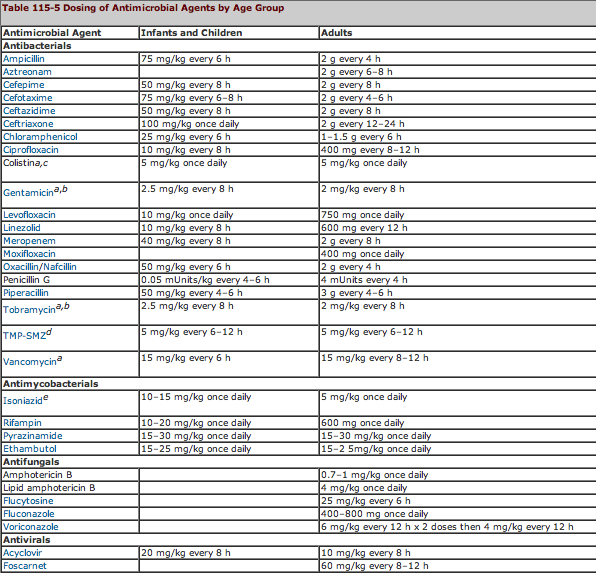 Table 115-5 Dosing of Antimicrobial Agents by Age Group
Antimicrobial Agent Infants and Children Adults
Antibacterials
Ampicillin 75 mg/kg every 6 h 2 g every 4 h
Aztreonam 2 g every 6–8 h
Cefepime 50 mg/kg every 8 h 2 g every 8 h
Cefotaxime 75 mg/kg every 6–8 h 2 g every 4–6 h
Ceftazidime 50 mg/kg every 8 h 2 g every 8 h
Ceftriaxone 100 mg/kg once daily 2 g every 12–24 h
Chloramphenicol 25 mg/kg every 6 h 1–1.5 g every 6 h
Ciprofloxacin 10 mg/kg every 8 h 400 mg every 8–12 h
Colistina,c 5 mg/kg once daily 5 mg/kg once daily
Gentamicina,b 2.5 mg/kg every 8 h 2 mg/kg every 8 h
Levofloxacin 10 mg/kg once daily 750 mg once daily
Linezolid 10 mg/kg every 8 h 600 mg every 12 h
Meropenem 40 mg/kg every 8 h 2 g every 8 h
Moxifloxacin 400 mg once daily
Oxacillin/Nafcillin 50 mg/kg every 6 h 2 g every 4 h
Penicillin G 0.05 mUnits/kg every 4–6 h 4 mUnits every 4 h
Piperacillin 50 mg/kg every 4–6 h 3 g every 4–6 h
Tobramycina,b 2.5 mg/kg every 8 h 2 mg/kg every 8 h
TMP-SMZd 5 mg/kg every 6–12 h 5 mg/kg every 6–12 h
Vancomycina 15 mg/kg every 6 h 15 mg/kg every 8–12 h
Antimycobacterials
Isoniazide 10–15 mg/kg once daily 5 mg/kg once daily
Rifampin 10–20 mg/kg once daily 600 mg once daily
Pyrazinamide 15–30 mg/kg once daily 15–30 mg/kg once daily
Ethambutol 15–25 mg/kg once daily 15–2 5mg/kg once daily
Antifungals
Amphotericin B 0.7–1 mg/kg once daily
Lipid amphotericin B 4 mg/kg once daily
Flucytosine 25 mg/kg every 6 h
Fluconazole 400–800 mg once daily
Voriconazole 6 mg/kg every 12 h x 2 doses then 4 mg/kg every 12 h
Antivirals
Acyclovir 20 mg/kg every 8 h 10 mg/kg every 8 h
Foscarnet 60 mg/kg every 8–12 h